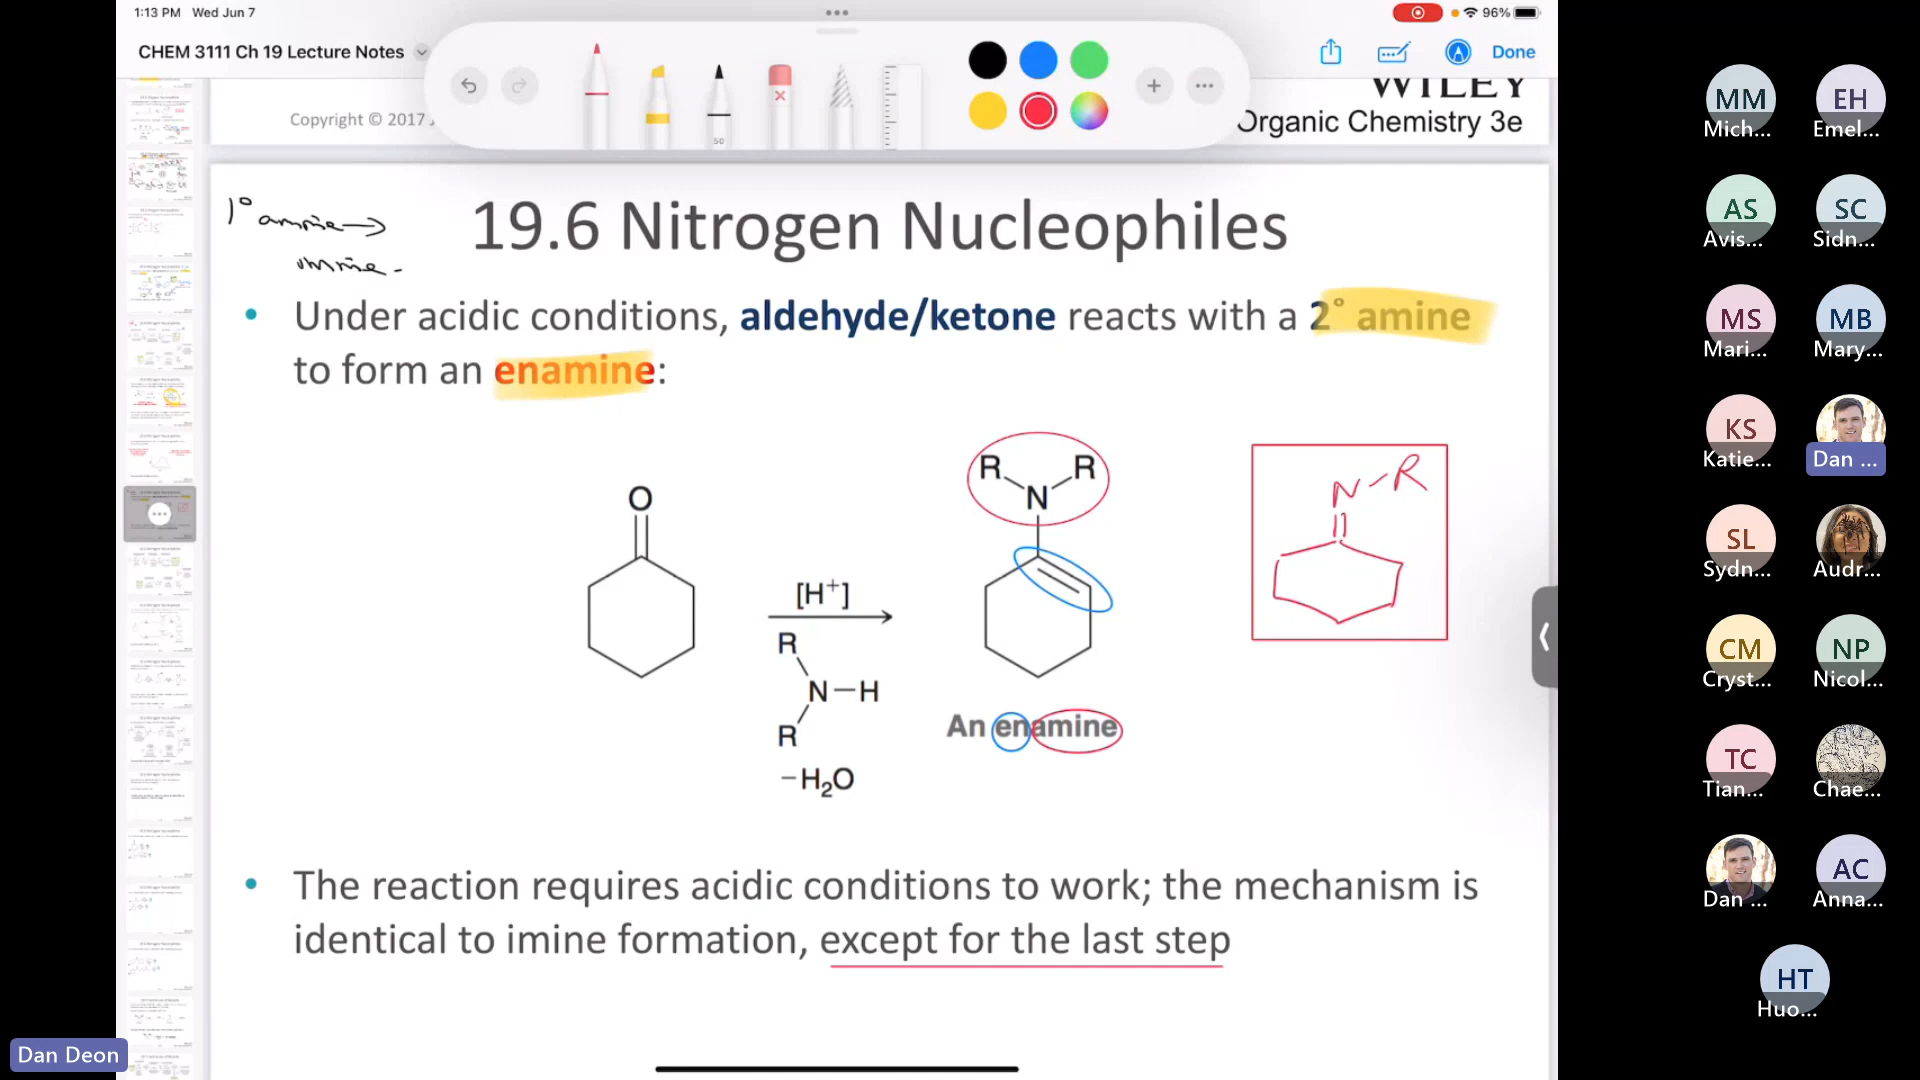 1:13 PM Wed Jun 7
96%
CHEM 3111 Ch 19 Lecture Notes
50
Done
Copyright © 2017 J
WILEY
Organic Chemistry 3e
1° amine →
imine.
19.6 Nitrogen Nucleophiles
• Under acidic conditions, aldehyde/ketone reacts with a 2° amine
to form an enamine:
O
[H⁺]
R
N—H
R
−H₂O
R R
N
An enamine
N-R
• The reaction requires acidic conditions to work; the mechanism is
identical to imine formation, except for the last step
MM EH
Mich... Emel...
AS SC
Avis... Sidn...
MS MB
Mari... Mary...
KS
Katie... Dan ...
SL
Sydn... Audr...
CM NP
Cryst... Nicol...
TC
Tian... Chae...
AC
Dan ... Anna...
HT
Huo...
Dan Deon